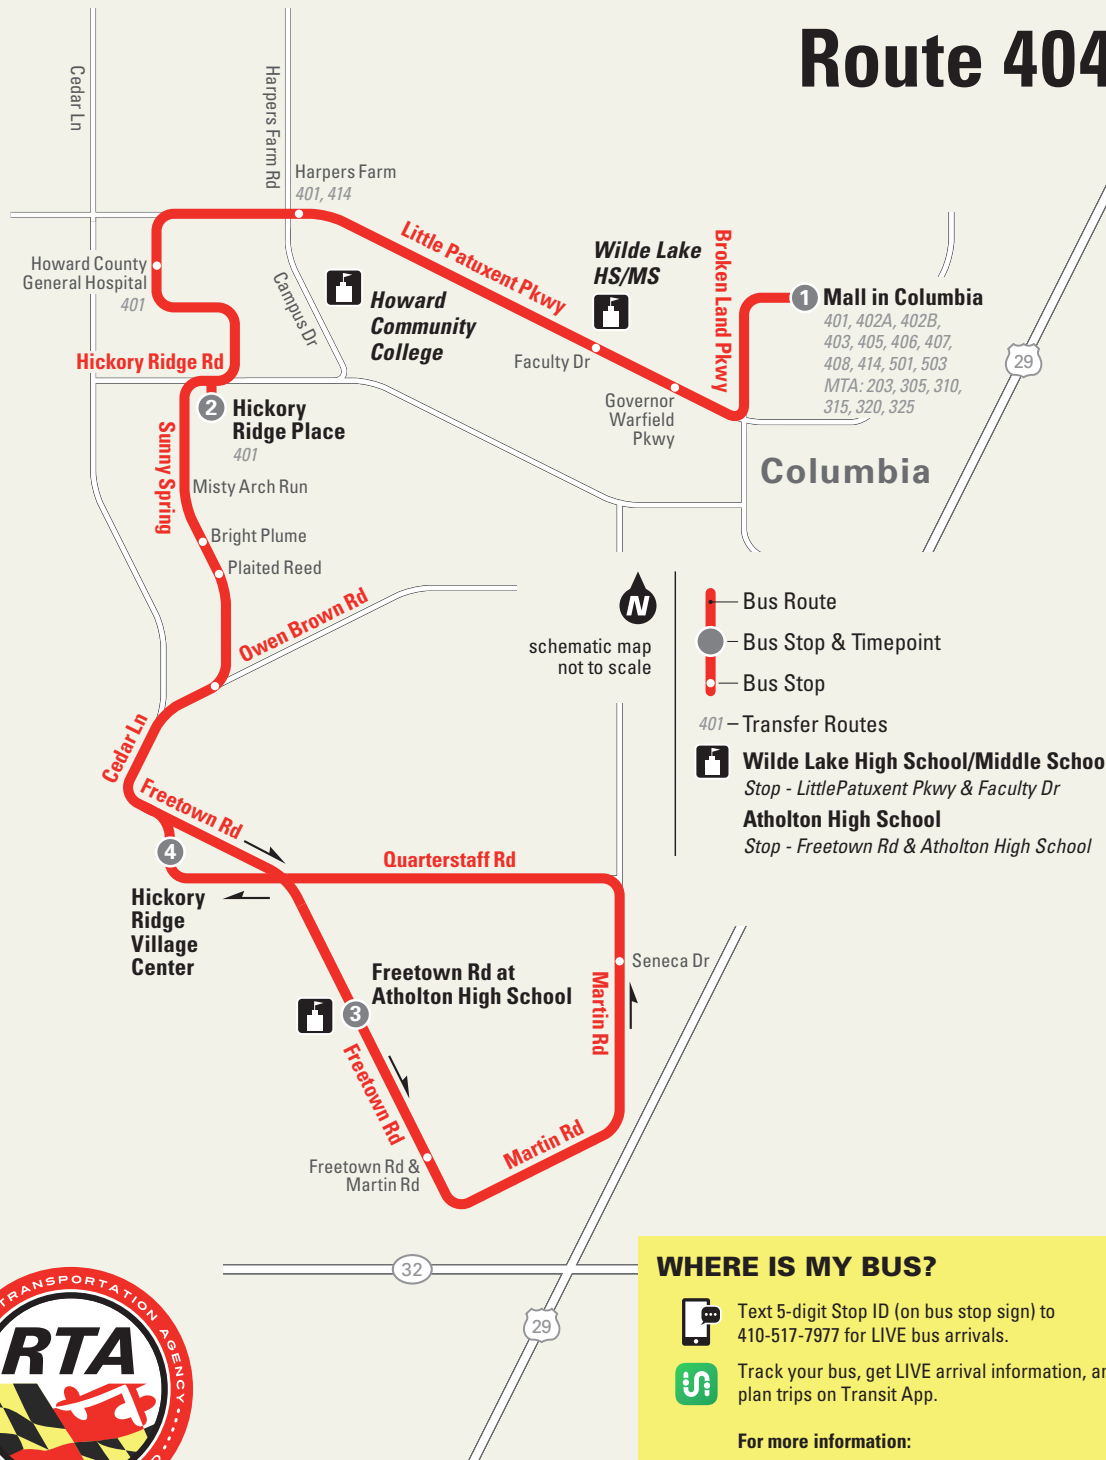 Route 404
Cedar Ln
Harpers Farm Rd
Harpers Farm
401, 414
Little Patuxent Pkwy
Wilde Lake
HS/MS
Broken Land Pkwy
1
Mall in Columbia
401, 402A, 402B,
403, 405, 406, 407,
408, 414, 501, 503
MTA: 203, 305, 310,
315, 320, 325
29
Howard County
General Hospital
401
Campus Dr
Howard
Community
College
Faculty Dr
Governor
Warfield
Pkwy
Hickory Ridge Rd
2
Hickory
Ridge Place
401
Columbia
Sunny Spring
Misty Arch Run
Bright Plume
Plaited Reed
Owen Brown Rd
N
schematic map
not to scale
Bus Route
Bus Stop & Timepoint
Bus Stop
401
Transfer Routes
Wilde Lake High School/Middle Schoo
Stop - LittlePatuxent Pkwy & Faculty Dr
Atholton High School
Stop - Freetown Rd & Atholton High School
Cedar Ln
Freetown Rd
4
Quarterstaff Rd
Hickory
Ridge
Village
Center
Freetown Rd at
Atholton High School
3
Seneca Dr
Martin Rd
Freetown Rd
Martin Rd
Freetown Rd &
Martin Rd
32
29
TRANSPORTATION AGENCY
RTA
WHERE IS MY BUS?
Text 5-digit Stop ID (on bus stop sign) to
410-517-7977 for LIVE bus arrivals.
Track your bus, get LIVE arrival information, an
plan trips on Transit App.
For more information: